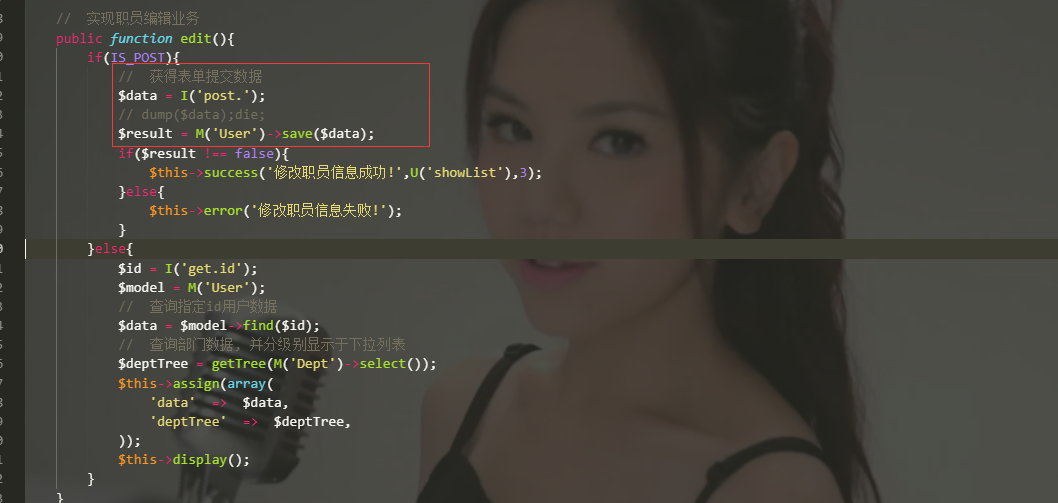 // 实现职员编辑业务
public function edit(){
if(IS_POST){
// 获得表单提交数据
$data = I('post.');
// dump($data);die;
$result = M('User')->save($data);
if($result !== false){
$this->success('修改职员信息成功!',U('showList'),3);
}else{
$this->error('修改职员信息失败!');
}
}else{
$id = I('get.id');
$model = M('User');
// 查询指定id用户数据
$data = $model->find($id);
// 查询部门数据, 并分级别显示于下拉列表
$deptTree = getTree(M('Dept')->select());
$this->assign(array(
'data' => $data,
'deptTree' => $deptTree,
));
$this->display();
}
}